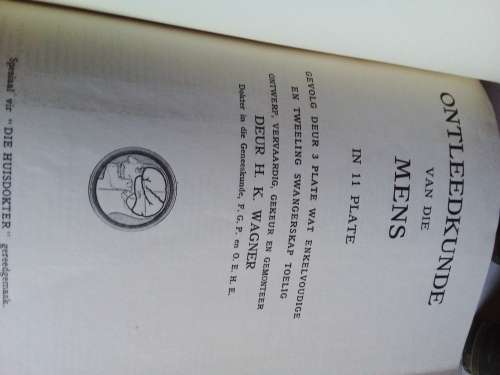 ONTLEEDKUNDE
VAN DIE
MENS
IN 11 PLATE
GEVOLG DEUR 3 PLATE WAT ENKELVOUDIGE
EN TWEELING SWANGERSKAP TOELIG
ONTWERP, VERVAARDIG, GEKEUR EN GEMONTEER
DEUR H. K. WAGNER
Dokter in die Geneeskunde, F. G. P. en O. E. H. E.
Spesiaal vir "DIE HUISDOKTER" gereedgemaak.